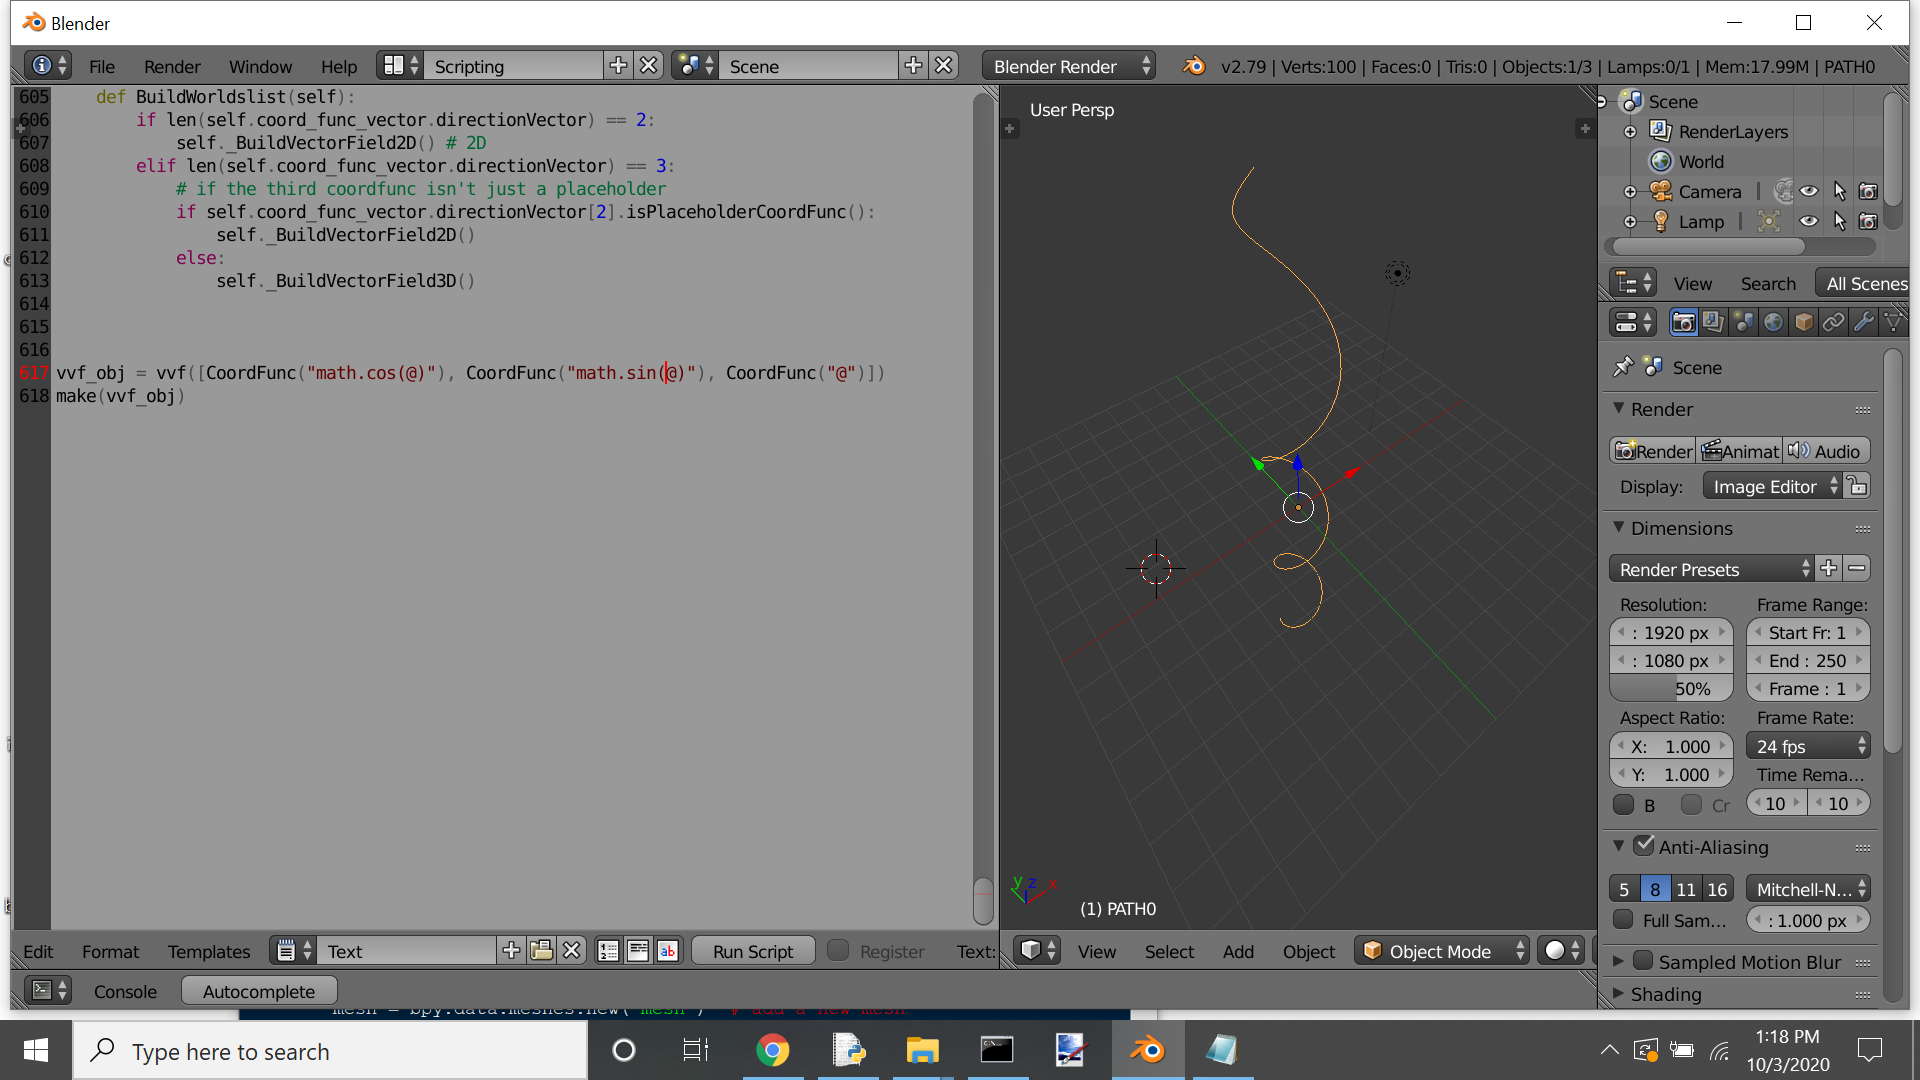 Blender
File Render Window Help Scripting Scene Blender Render v2.79 | Verts:100 | Faces:0 | Tris:0 | Objects:1/3 | Lamps:0/1 | Mem:17.99M | PATH0
605 def BuildWorldslist(self):
606 if len(self.coord_func_vector.directionVector) == 2:
607 self._BuildVectorField2D() # 2D
608 elif len(self.coord_func_vector.directionVector) == 3:
609 # if the third coordfunc isn't just a placeholder
610 if self.coord_func_vector.directionVector[2].isPlaceholderCoordFunc():
611 self._BuildVectorField2D()
612 else:
613 self._BuildVectorField3D()
614
615
616
617 vvf_obj = vvf([CoordFunc("math.cos(@)"), CoordFunc("math.sin(@)"), CoordFunc("@")])
618 make(vvf_obj)
Edit Format Templates Text Run Script Register Text:
Console Autocomplete
mesh = bpy.data.meshes.new("mesh") # add a new mesh
User Persp
y z x
(1) PATH0
View Select Add Object Object Mode
Scene
RenderLayers
World
Camera
Lamp
View Search All Scenes
Scene
Render
Render Animat Audio
Display: Image Editor
Dimensions
Render Presets
Resolution: Frame Range:
: 1920 px Start Fr: 1
: 1080 px End : 250
50% Frame : 1
Aspect Ratio: Frame Rate:
X: 1.000 24 fps
Y: 1.000 Time Rema...
B Cr 10 10
Anti-Aliasing
5 8 11 16 Mitchell-N...
Full Sam... : 1.000 px
Sampled Motion Blur
Shading
Type here to search
1:18 PM
10/3/2020